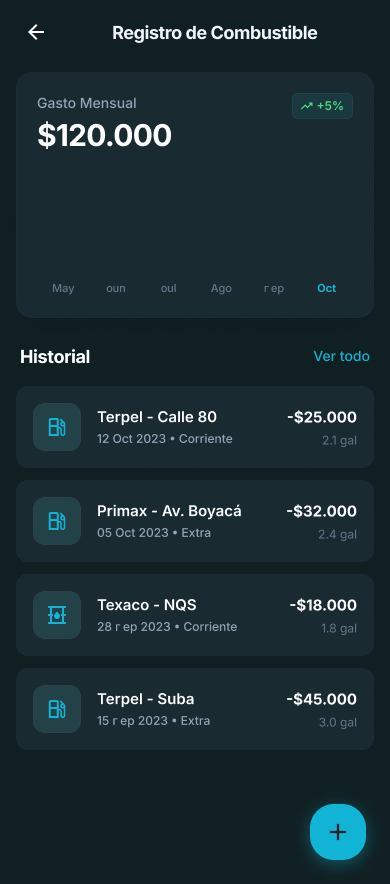 Registro de Combustible
Gasto Mensual
+5%
$120.000
May oun oul Ago г ep Oct
Historial
Ver todo
Terpel - Calle 80
-$25.000
12 Oct 2023 • Corriente
2.1 gal
Primax - Av. Boyacá
-$32.000
05 Oct 2023 • Extra
2.4 gal
Texaco - NQS
-$18.000
28 г ep 2023 • Corriente
1.8 gal
Terpel - Suba
-$45.000
15 г ep 2023 • Extra
3.0 gal